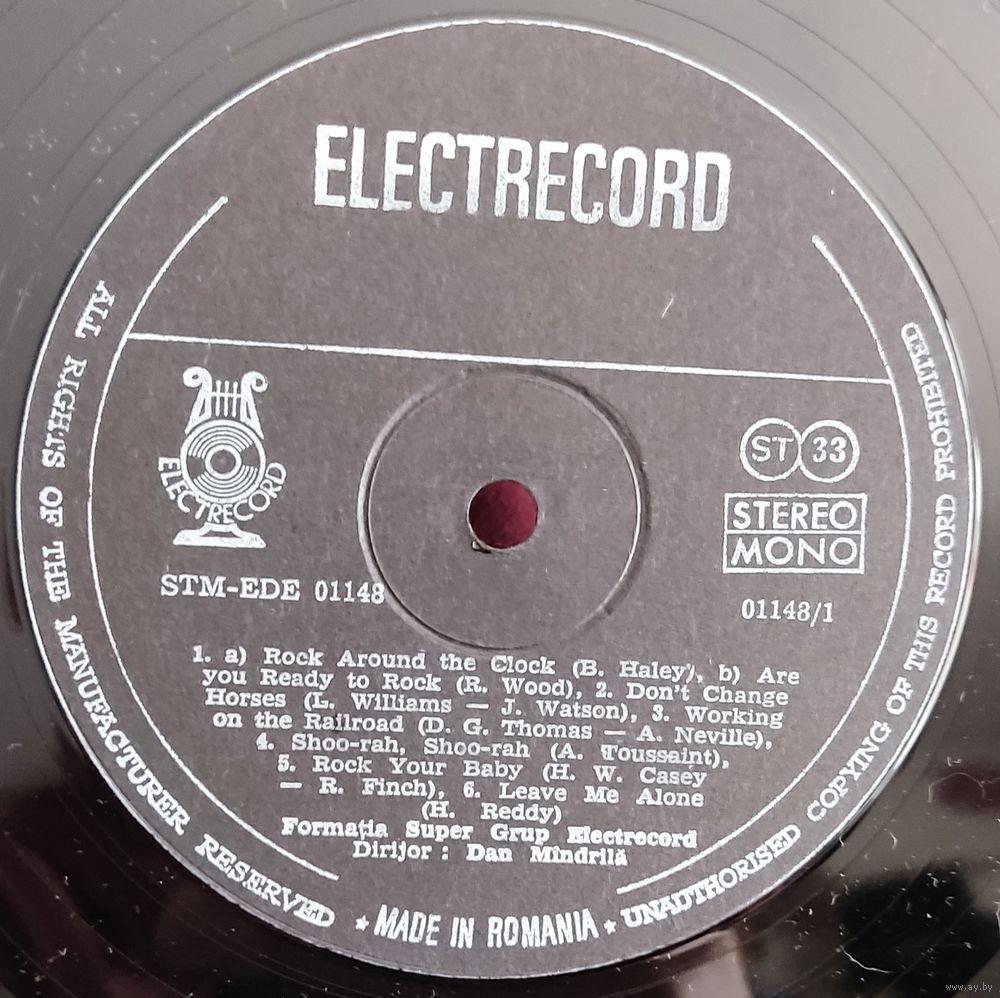 ELECTRECORD
ELECTRECORD
ST 33
STEREO
MONO
STM-EDE 01148
01148/1
1. a) Rock Around the Clock (B. Haley), b) Are
you Ready to Rock (R. Wood), 2. Don't Change
Horses (L. Williams — J. Watson), 3. Working
on the Railroad (D. G. Thomas — A. Neville),
4. Shoo-rah, Shoo-rah (A. Toussaint),
5. Rock Your Baby (H. W. Casey
— R. Finch), 6. Leave Me Alone
(H. Reddy)
Formația Super Grup Electrecord
Dirijor : Dan Mîndrilă
ALL RIGHTS OF THE MANUFACTURER RESERVED
★ MADE IN ROMANIA ★
UNAUTHORISED COPYING OF THIS RECORD PROHIBITED
www.ay.by